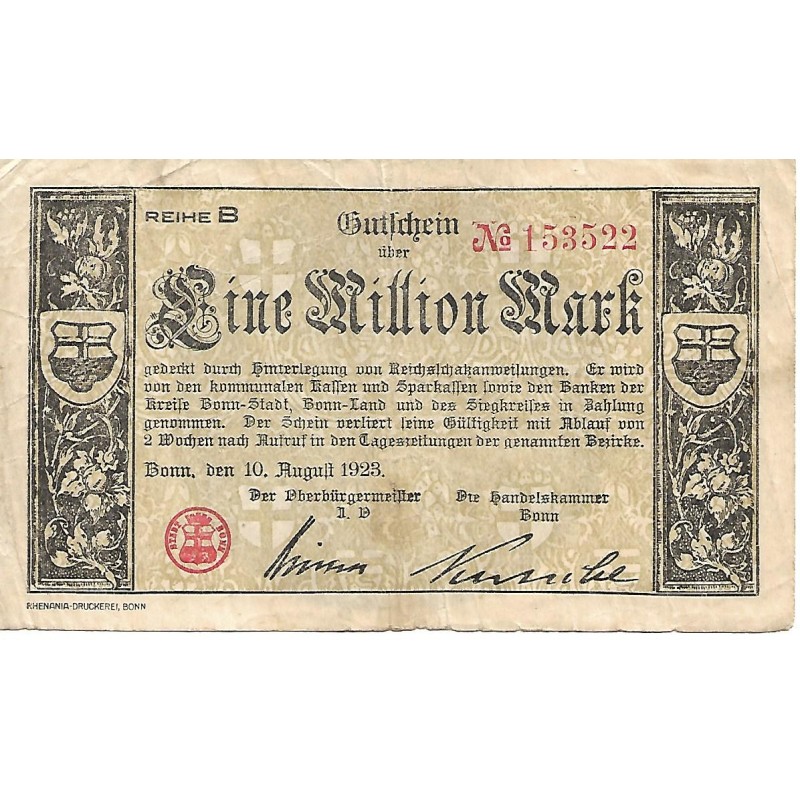 REIHE B
Gutschein
№ 153522
über
Eine Million Mark
gedeckt durch Hinterlegung von Reichsschatzanweilungen. Er wird
von den kommunalen Kassen und Sparkassen sowie den Banken der
Kreise Bonn-Stadt, Bonn-Land und des Siegkreises in Zahlung
genommen. Der Schein verliert seine Gültigkeit mit Ablauf von
2 Wochen nach Aufruf in den Tageszeitungen der genannten Bezirke.
Bonn, den 10. August 1923.
Der Oberbürgermeister
Die Handelskammer
I. V
Bonn
STADT BONN
RHENANIA-DRUCKEREI, BONN